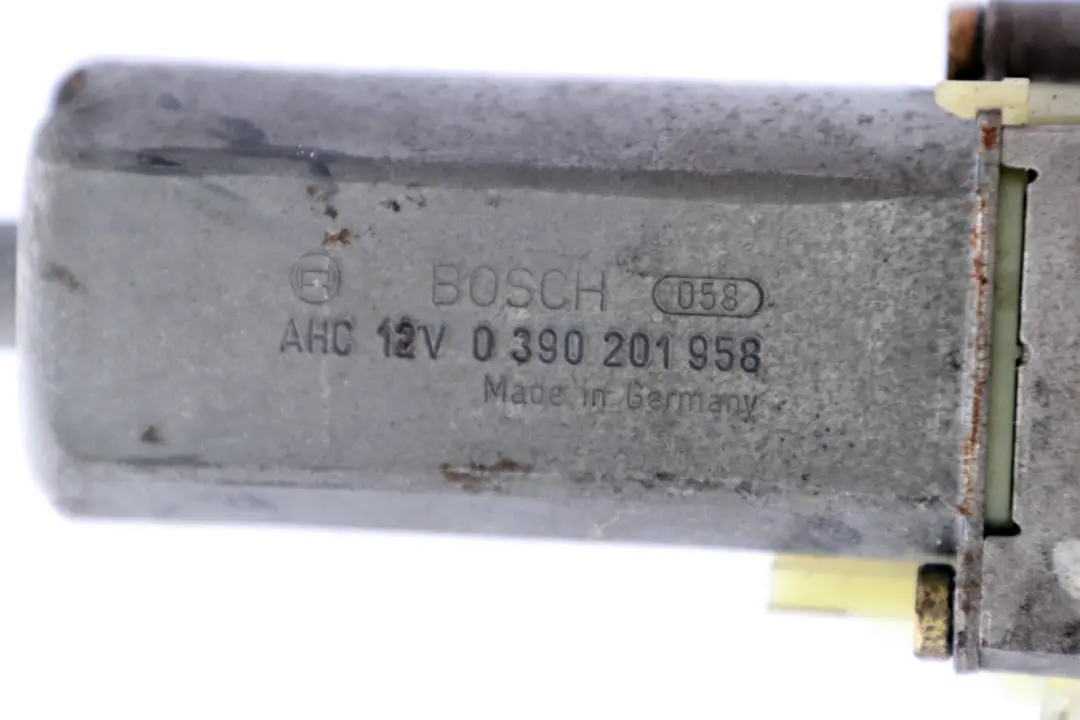 BOSCH 058
AHC 12V 0 390 201 958
Made in Germany